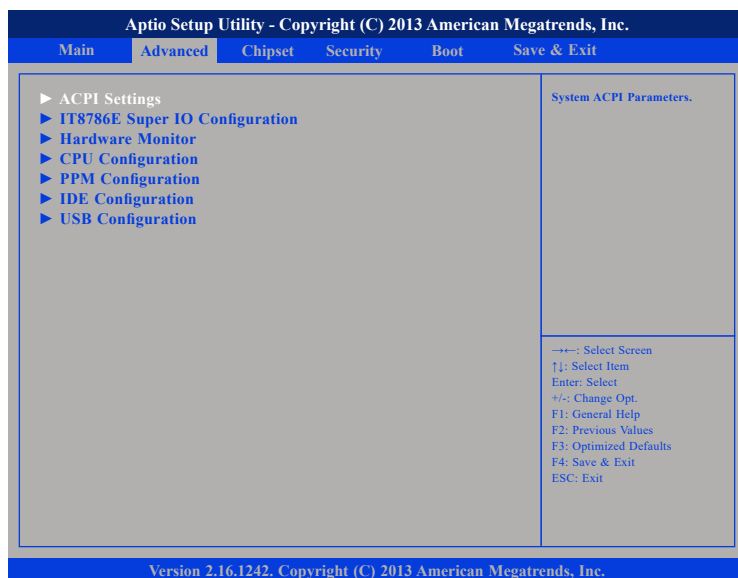 Aptio Setup Utility - Copyright (C) 2013 American Megatrends, Inc.
Main Advanced Chipset Security Boot Save & Exit
► ACPI Settings
► IT8786E Super IO Configuration
► Hardware Monitor
► CPU Configuration
► PPM Configuration
► IDE Configuration
► USB Configuration
System ACPI Parameters.
→←: Select Screen
↑↓: Select Item
Enter: Select
+/-: Change Opt.
F1: General Help
F2: Previous Values
F3: Optimized Defaults
F4: Save & Exit
ESC: Exit
Version 2.16.1242. Copyright (C) 2013 American Megatrends, Inc.